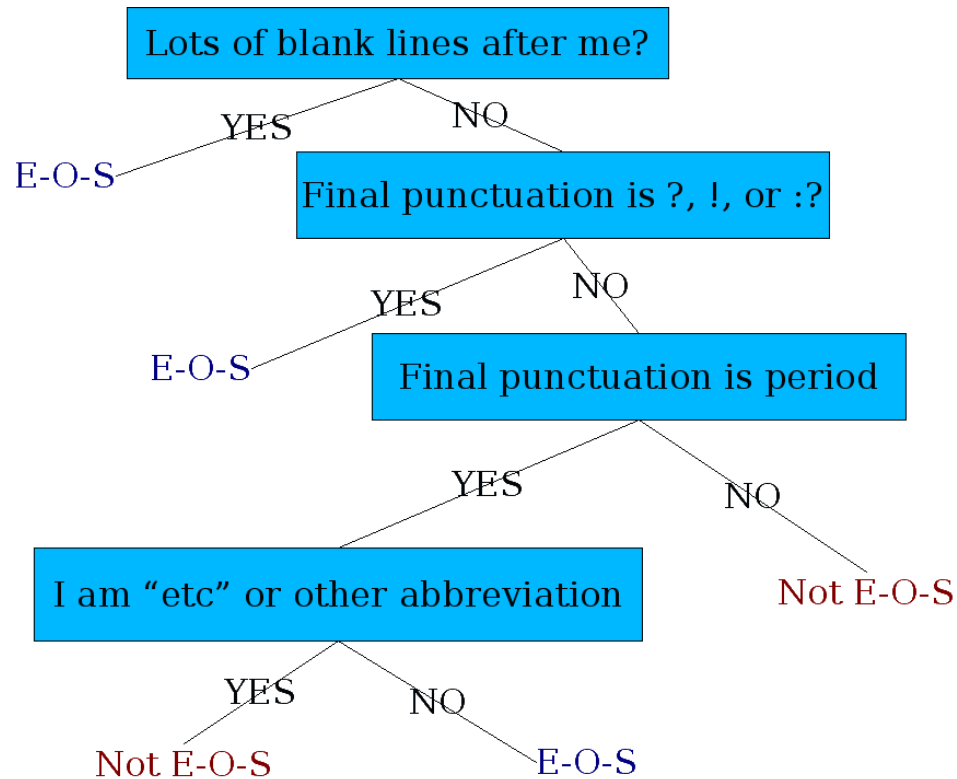 Lots of blank lines after me?
YES
NO
E-O-S
Final punctuation is ?, !, or :?
YES
NO
E-O-S
Final punctuation is period
YES
NO
I am “etc” or other abbreviation
Not E-O-S
YES
NO
Not E-O-S
E-O-S